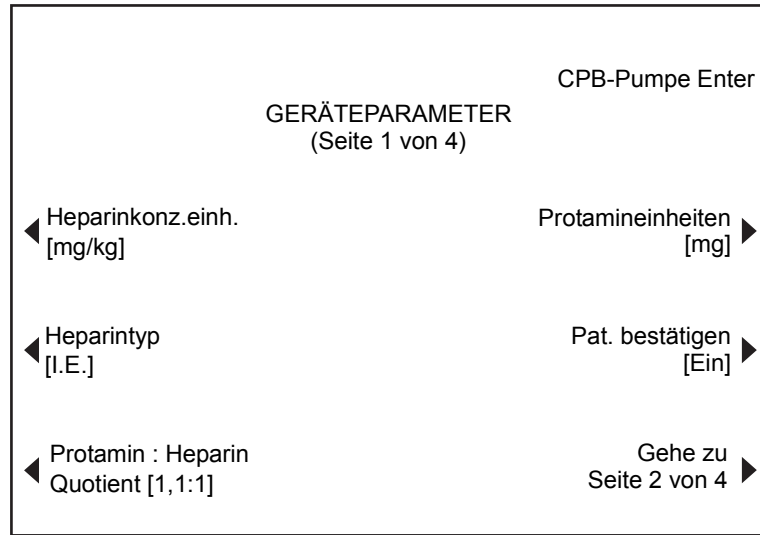 CPB-Pumpe Enter
GERÄTEPARAMETER
(Seite 1 von 4)
Heparinkonz.einh.
[mg/kg]
Protamineinheiten
[mg]
Heparintyp
[I.E.]
Pat. bestätigen
[Ein]
Protamin : Heparin
Quotient [1,1:1]
Gehe zu
Seite 2 von 4